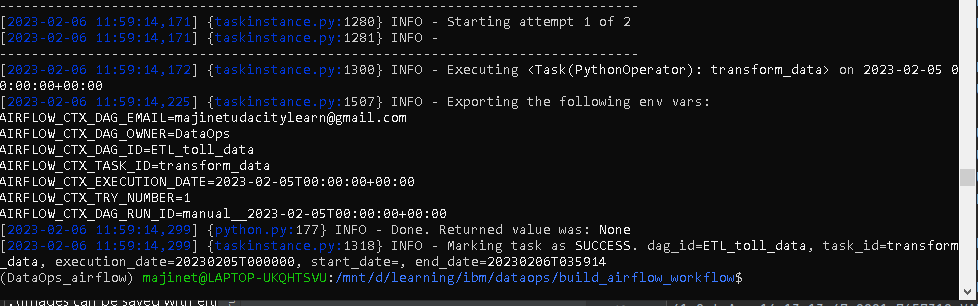 --------------------------------------------------------------------------------
[2023-02-06 11:59:14,171] {taskinstance.py:1280} INFO - Starting attempt 1 of 2
[2023-02-06 11:59:14,171] {taskinstance.py:1281} INFO -
--------------------------------------------------------------------------------
[2023-02-06 11:59:14,172] {taskinstance.py:1300} INFO - Executing <Task(PythonOperator): transform_data> on 2023-02-05 0
0:00:00+00:00
[2023-02-06 11:59:14,225] {taskinstance.py:1507} INFO - Exporting the following env vars:
AIRFLOW_CTX_DAG_EMAIL=majinetudacitylearn@gmail.com
AIRFLOW_CTX_DAG_OWNER=DataOps
AIRFLOW_CTX_DAG_ID=ETL_toll_data
AIRFLOW_CTX_TASK_ID=transform_data
AIRFLOW_CTX_EXECUTION_DATE=2023-02-05T00:00:00+00:00
AIRFLOW_CTX_TRY_NUMBER=1
AIRFLOW_CTX_DAG_RUN_ID=manual__2023-02-05T00:00:00+00:00
[2023-02-06 11:59:14,299] {python.py:177} INFO - Done. Returned value was: None
[2023-02-06 11:59:14,299] {taskinstance.py:1318} INFO - Marking task as SUCCESS. dag_id=ETL_toll_data, task_id=transform
_data, execution_date=20230205T000000, start_date=, end_date=20230206T035914
(DataOps_airflow) majinet@LAPTOP-UKQHTSVU:/mnt/d/learning/ibm/dataops/build_airflow_workflow$